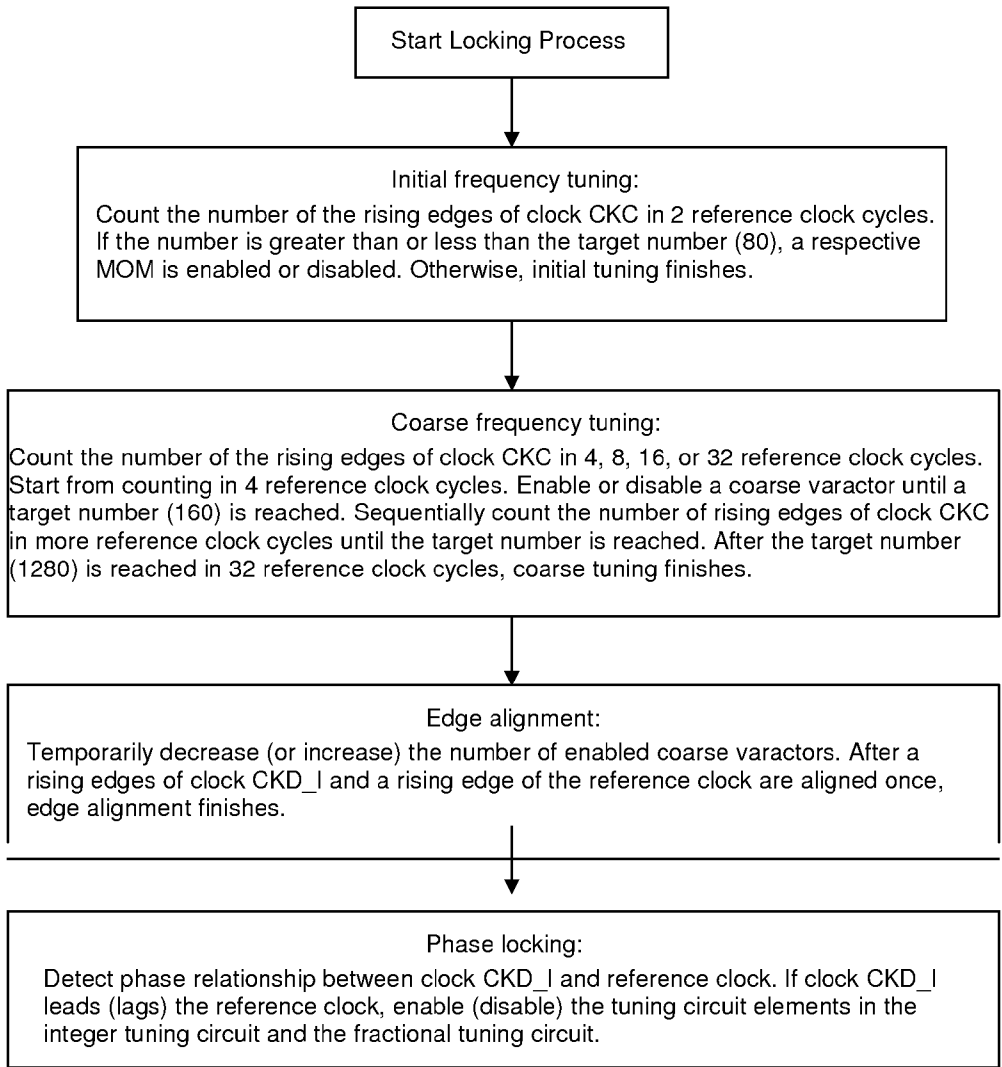 Start Locking Process
Initial frequency tuning:
Count the number of the rising edges of clock CKC in 2 reference clock cycles.
If the number is greater than or less than the target number (80), a respective
MOM is enabled or disabled. Otherwise, initial tuning finishes.
Coarse frequency tuning:
Count the number of the rising edges of clock CKC in 4, 8, 16, or 32 reference clock cycles.
Start from counting in 4 reference clock cycles. Enable or disable a coarse varactor until a
target number (160) is reached. Sequentially count the number of rising edges of clock CKC
in more reference clock cycles until the target number is reached. After the target number
(1280) is reached in 32 reference clock cycles, coarse tuning finishes.
Edge alignment:
Temporarily decrease (or increase) the number of enabled coarse varactors. After a
rising edges of clock CKD_I and a rising edge of the reference clock are aligned once,
edge alignment finishes.
Phase locking:
Detect phase relationship between clock CKD_I and reference clock. If clock CKD_I
leads (lags) the reference clock, enable (disable) the tuning circuit elements in the
integer tuning circuit and the fractional tuning circuit.